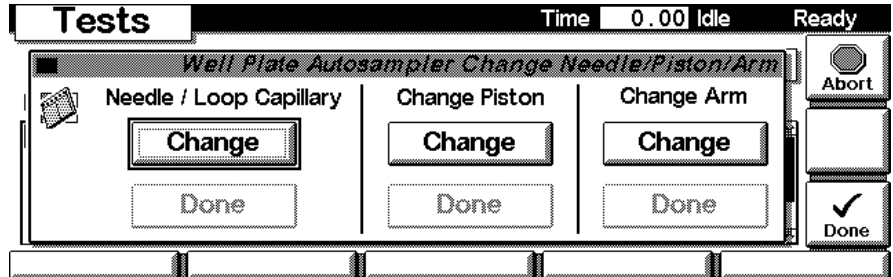 Tests Time 0.00 Idle Ready
Well Plate Autosampler Change Needle/Piston/Arm
Abort
Needle / Loop Capillary Change Piston Change Arm
Change Change Change
Done Done Done
Done